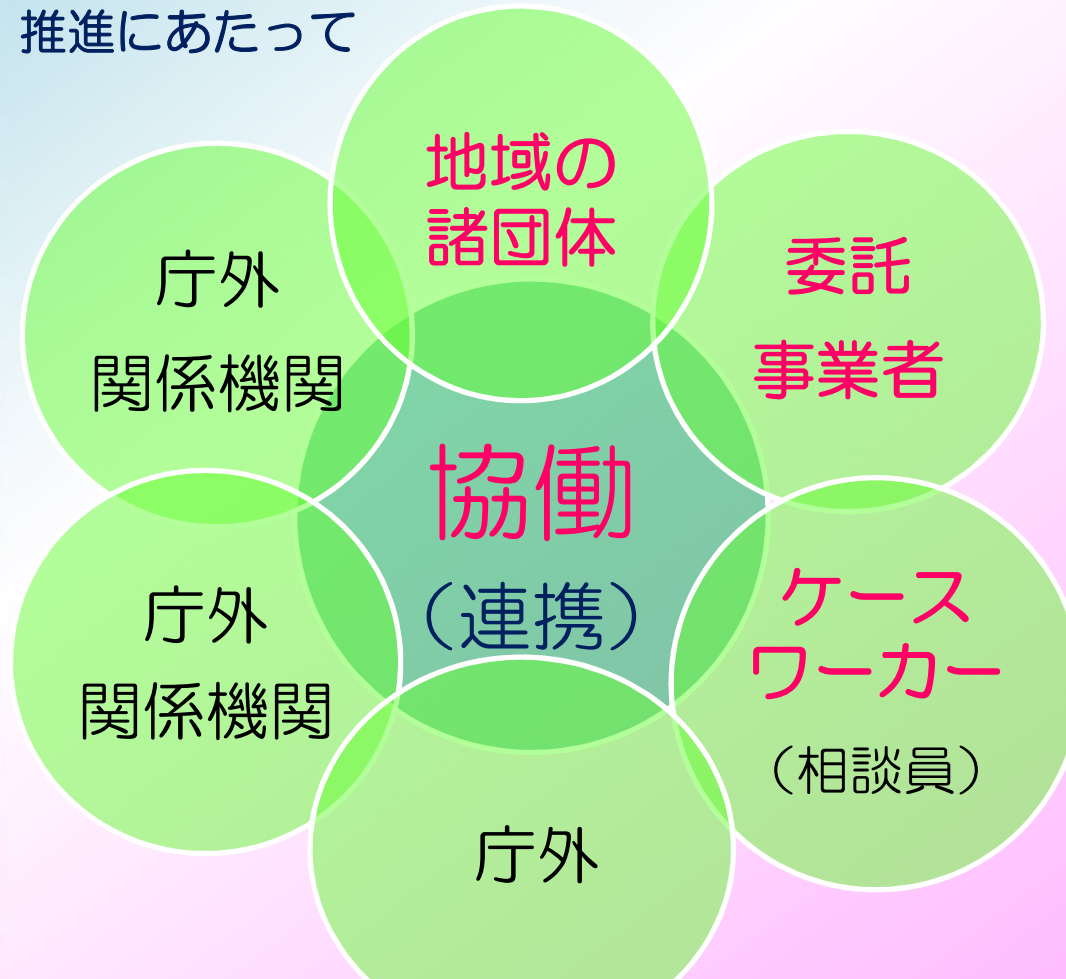 推進にあたって
地域の
諸団体
委託
事業者
庁外
関係機関
協働
（連携）
ケース
ワーカー
（相談員）
庁外
関係機関
庁外